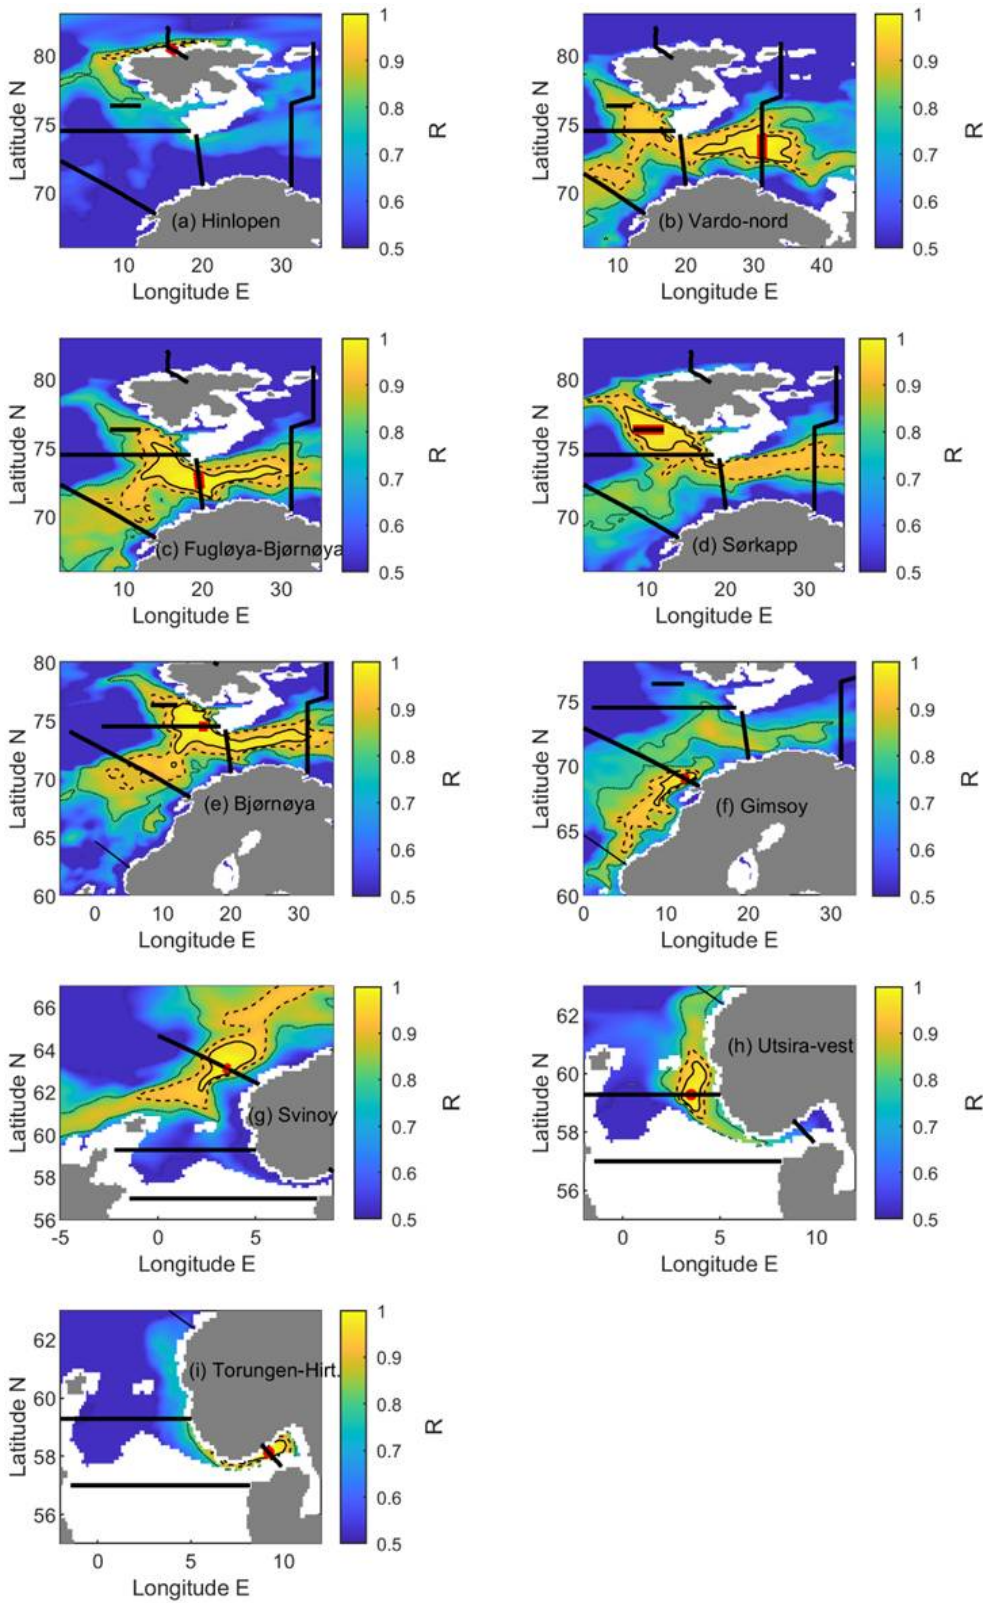 80
75
70
Latitude N
(a) Hinlopen
10 20 30
Longitude E
1
0.9
0.8
0.7
0.6
0.5
R
80
75
70
Latitude N
(b) Vardo-nord
10 20 30 40
Longitude E
1
0.9
0.8
0.7
0.6
0.5
R
80
75
70
Latitude N
(c) Fugløya-Bjørnøya
10 20 30
Longitude E
1
0.9
0.8
0.7
0.6
0.5
R
80
75
70
Latitude N
(d) Sørkapp
10 20 30
Longitude E
1
0.9
0.8
0.7
0.6
0.5
R
80
75
70
65
60
Latitude N
(e) Bjørnøya
0 10 20 30
Longitude E
1
0.9
0.8
0.7
0.6
0.5
R
75
70
65
60
Latitude N
(f) Gimsoy
0 10 20 30
Longitude E
1
0.9
0.8
0.7
0.6
0.5
R
66
64
62
60
58
56
Latitude N
(g) Svinoy
-5 0 5
Longitude E
1
0.9
0.8
0.7
0.6
0.5
R
62
60
58
56
Latitude N
(h) Utsira-vest
0 5 10
Longitude E
1
0.9
0.8
0.7
0.6
0.5
R
62
60
58
56
Latitude N
(i) Torungen-Hirt.
0 5 10
Longitude E
1
0.9
0.8
0.7
0.6
0.5
R